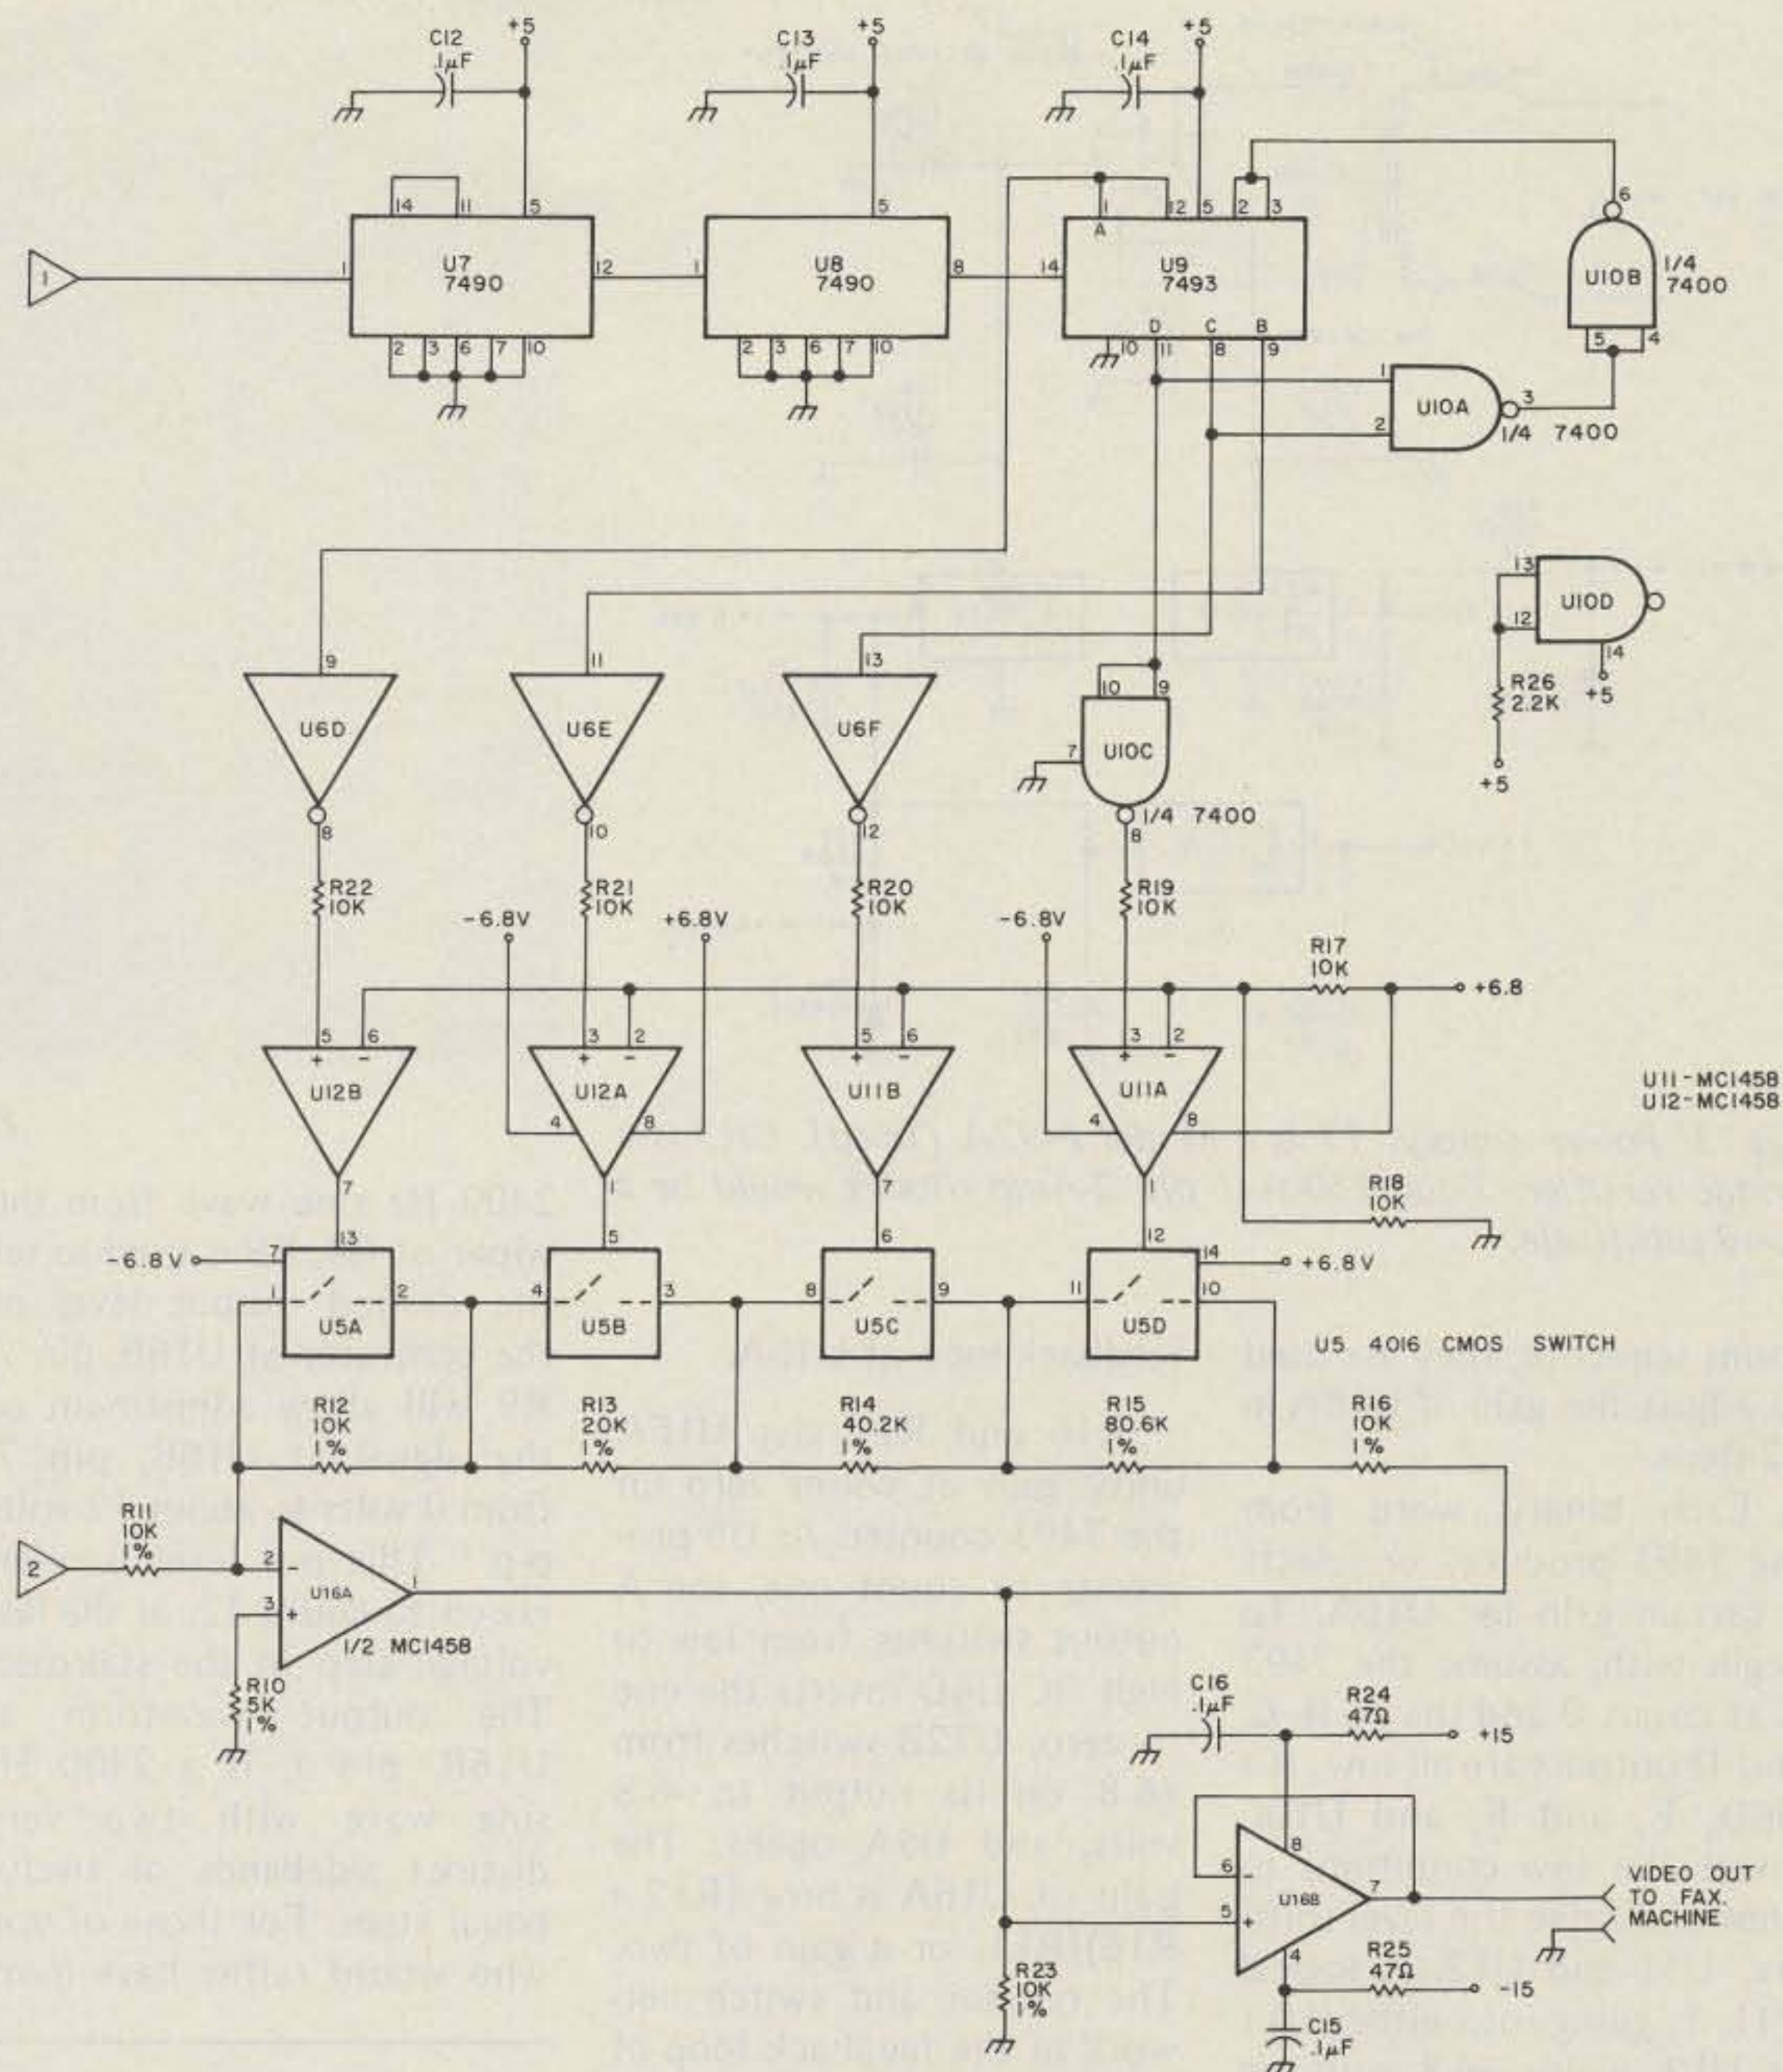 C12
.1µF
+5
C13
.1µF
+5
C14
.1µF
+5
14
11
5
5
1
12
5
2
3
6
A
1
1
U7
7490
12
1
U8
7490
8
14
U9
7493
U10B
1/4
7400
D C B
2
3
6
7
10
2
3
6
7
10
10
11
8
9
5
4
1
2
U10A
3
1/4 7400
13
12
U10D
14
+5
R26
2.2K
+5
9
11
13
10
9
U6D
U6E
U6F
7
U10C
1/4 7400
8
10
12
8
R22
10K
R21
10K
R20
10K
R19
10K
-6.8V
+6.8V
-6.8V
R17
10K
+6.8
5
6
3
2
5
6
3
2
+
-
+
-
+
-
+
-
U12B
U12A
U11B
U11A
4
8
4
8
U11-MC1458
U12-MC1458
7
1
7
1
R18
10K
13
5
6
12
-6.8V
7
14
+6.8V
1
2
4
3
8
9
11
10
U5A
U5B
U5C
U5D
U5 4016 CMOS SWITCH
R12
10K
1%
R13
20K
1%
R14
40.2K
1%
R15
80.6K
1%
R16
10K
1%
R11
10K
1%
2
2
-
3
+
U16A
1
1/2 MC1458
R10
5K
1%
C16
.1µF
R24
47Ω
+15
8
6
-
5
+
U16B
7
4
VIDEO OUT
TO FAX.
MACHINE
R23
10K
1%
R25
47Ω
-15
C15
.1µF